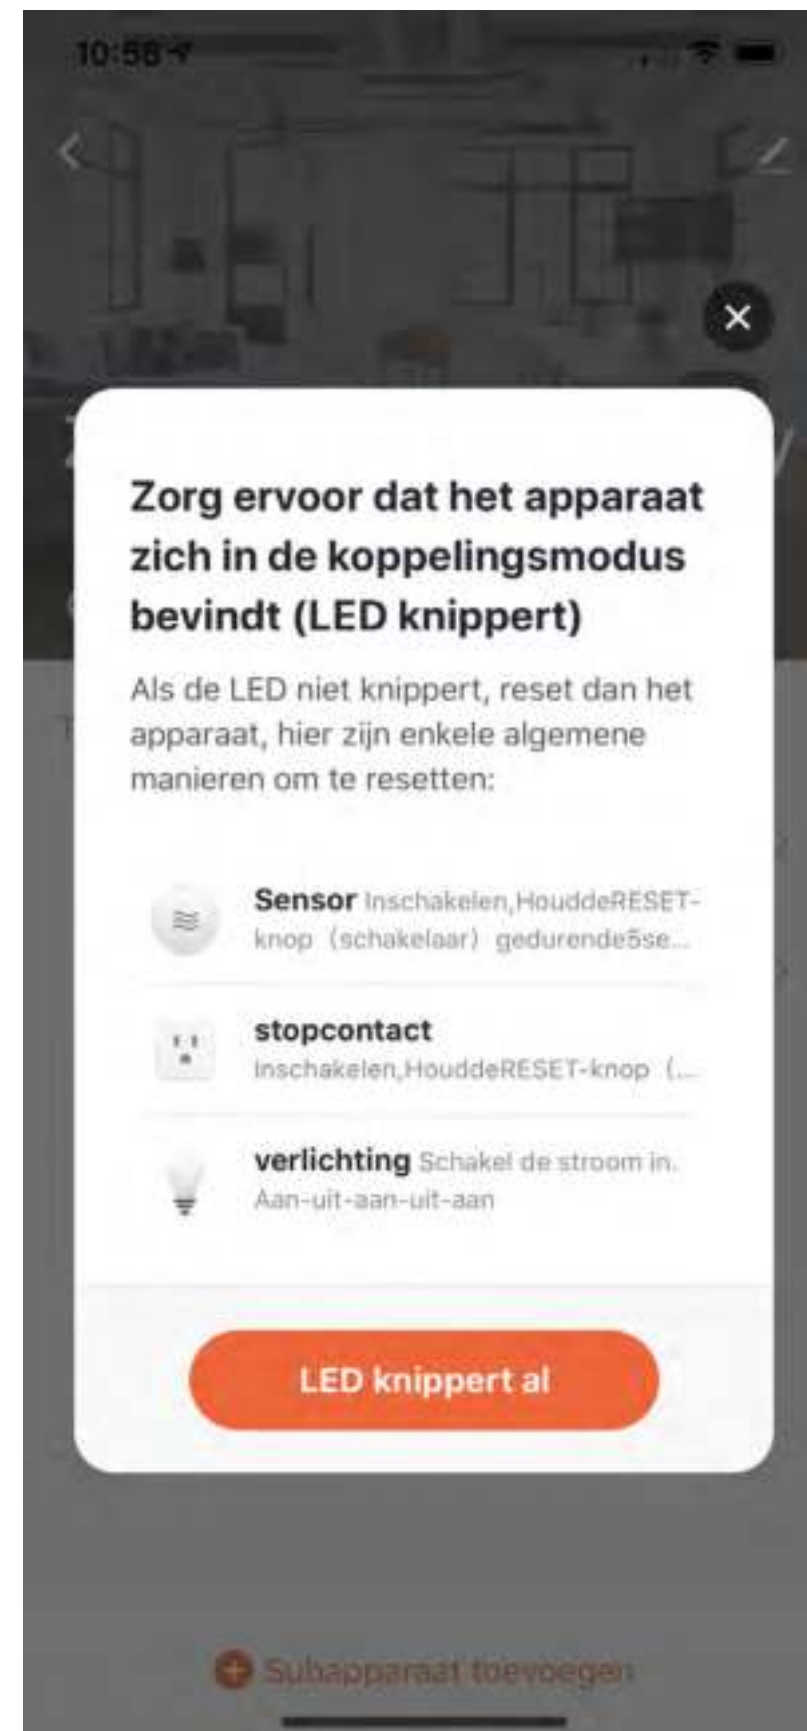 10:58
Zorg ervoor dat het apparaat
zich in de koppelingsmodus
bevindt (LED knippert)
Als de LED niet knippert, reset dan het
apparaat, hier zijn enkele algemene
manieren om te resetten:
Sensor Inschakelen,HouddeRESET-
knop (schakelaar) gedurende5se...
stopcontact
Inschakelen,HouddeRESET-knop (...
verlichting Schakel de stroom in.
Aan-uit-aan-uit-aan
LED knippert al
Subapparaat toevoegen